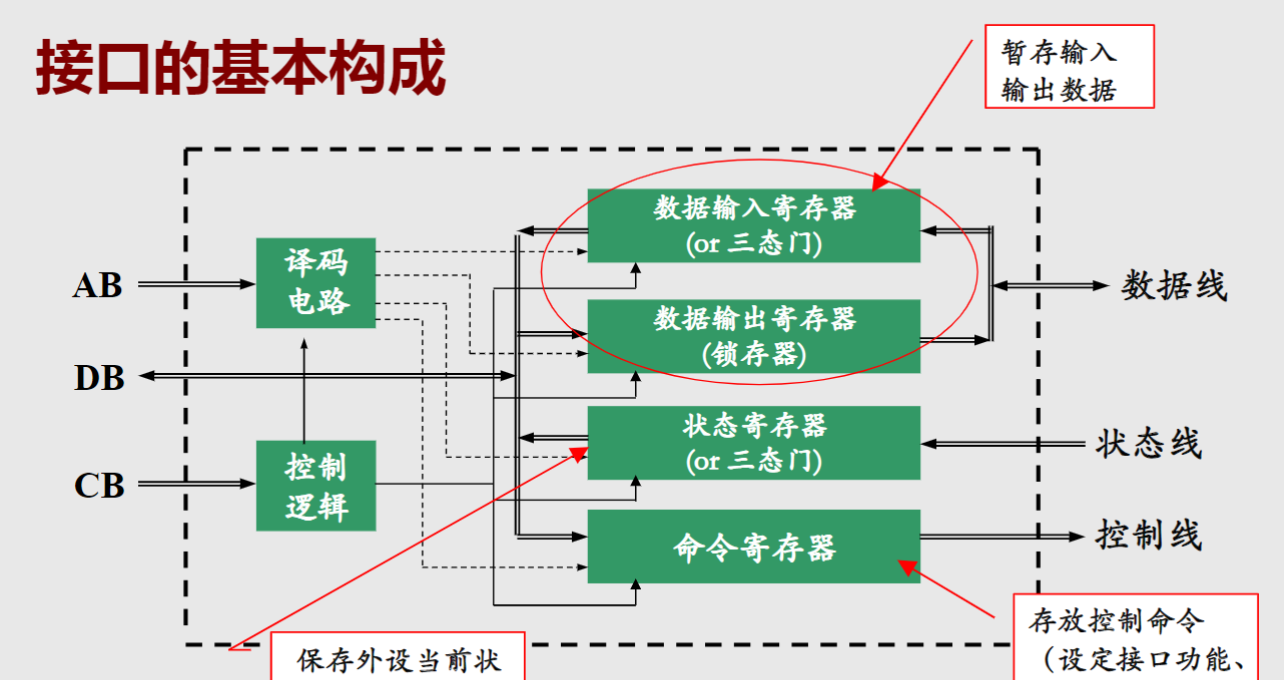 接口的基本构成
暂存输入
输出数据
数据输入寄存器
(or 三态门)
译码
电路
AB
数据线
数据输出寄存器
(锁存器)
DB
状态寄存器
(or 三态门)
状态线
控制
逻辑
CB
命令寄存器
控制线
存放控制命令
（设定接口功能、
保存外设当前状